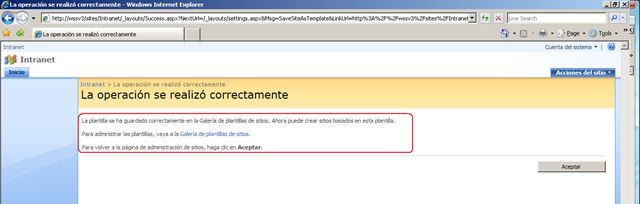 La operación se realizó correctamente - Windows Internet Explorer
http://wssv3/sites/Intranet/_layouts/Success.aspx?NextUrl=/_layouts/settings.aspx&Msg=SaveSiteAsTemplate&LinkUrl=http%3A%2F%2Fwssv3%2Fsites%2FIntranet
La operación se realizó correctamente
Page
Tools
Intranet
Cuenta del sistema
Intranet
Inicio
Acciones del sitio
Intranet > La operación se realizó correctamente
La operación se realizó correctamente
La plantilla se ha guardado correctamente en la Galería de plantillas de sitios. Ahora puede crear sitios basados en esta plantilla.
Para administrar las plantillas, vaya a la Galería de plantillas de sitios.
Para volver a la página de administración de sitios, haga clic en Aceptar.
Aceptar